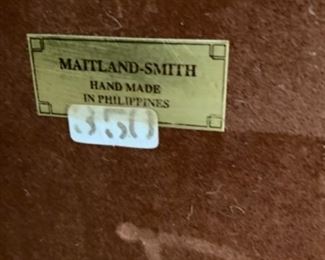 MAITLAND-SMITH
HAND MADE
IN PHILIPPINES
350